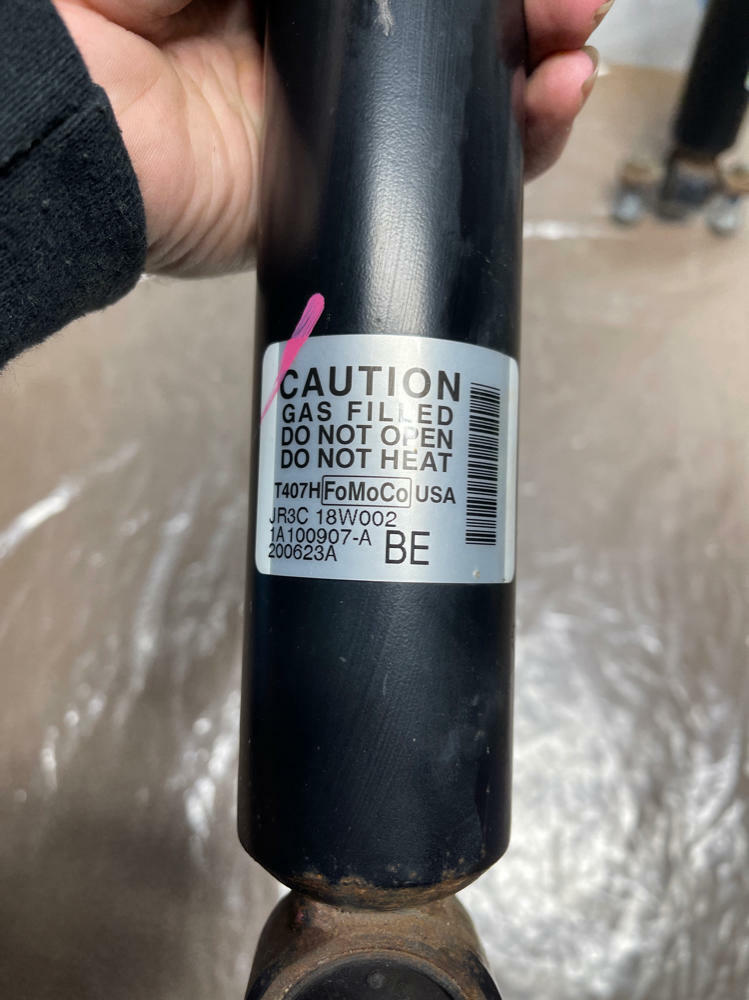 CAUTION
GAS FILLED
DO NOT OPEN
DO NOT HEAT
T407H FoMoCo USA
JR3C 18W002
1A100907-A
200623A
BE